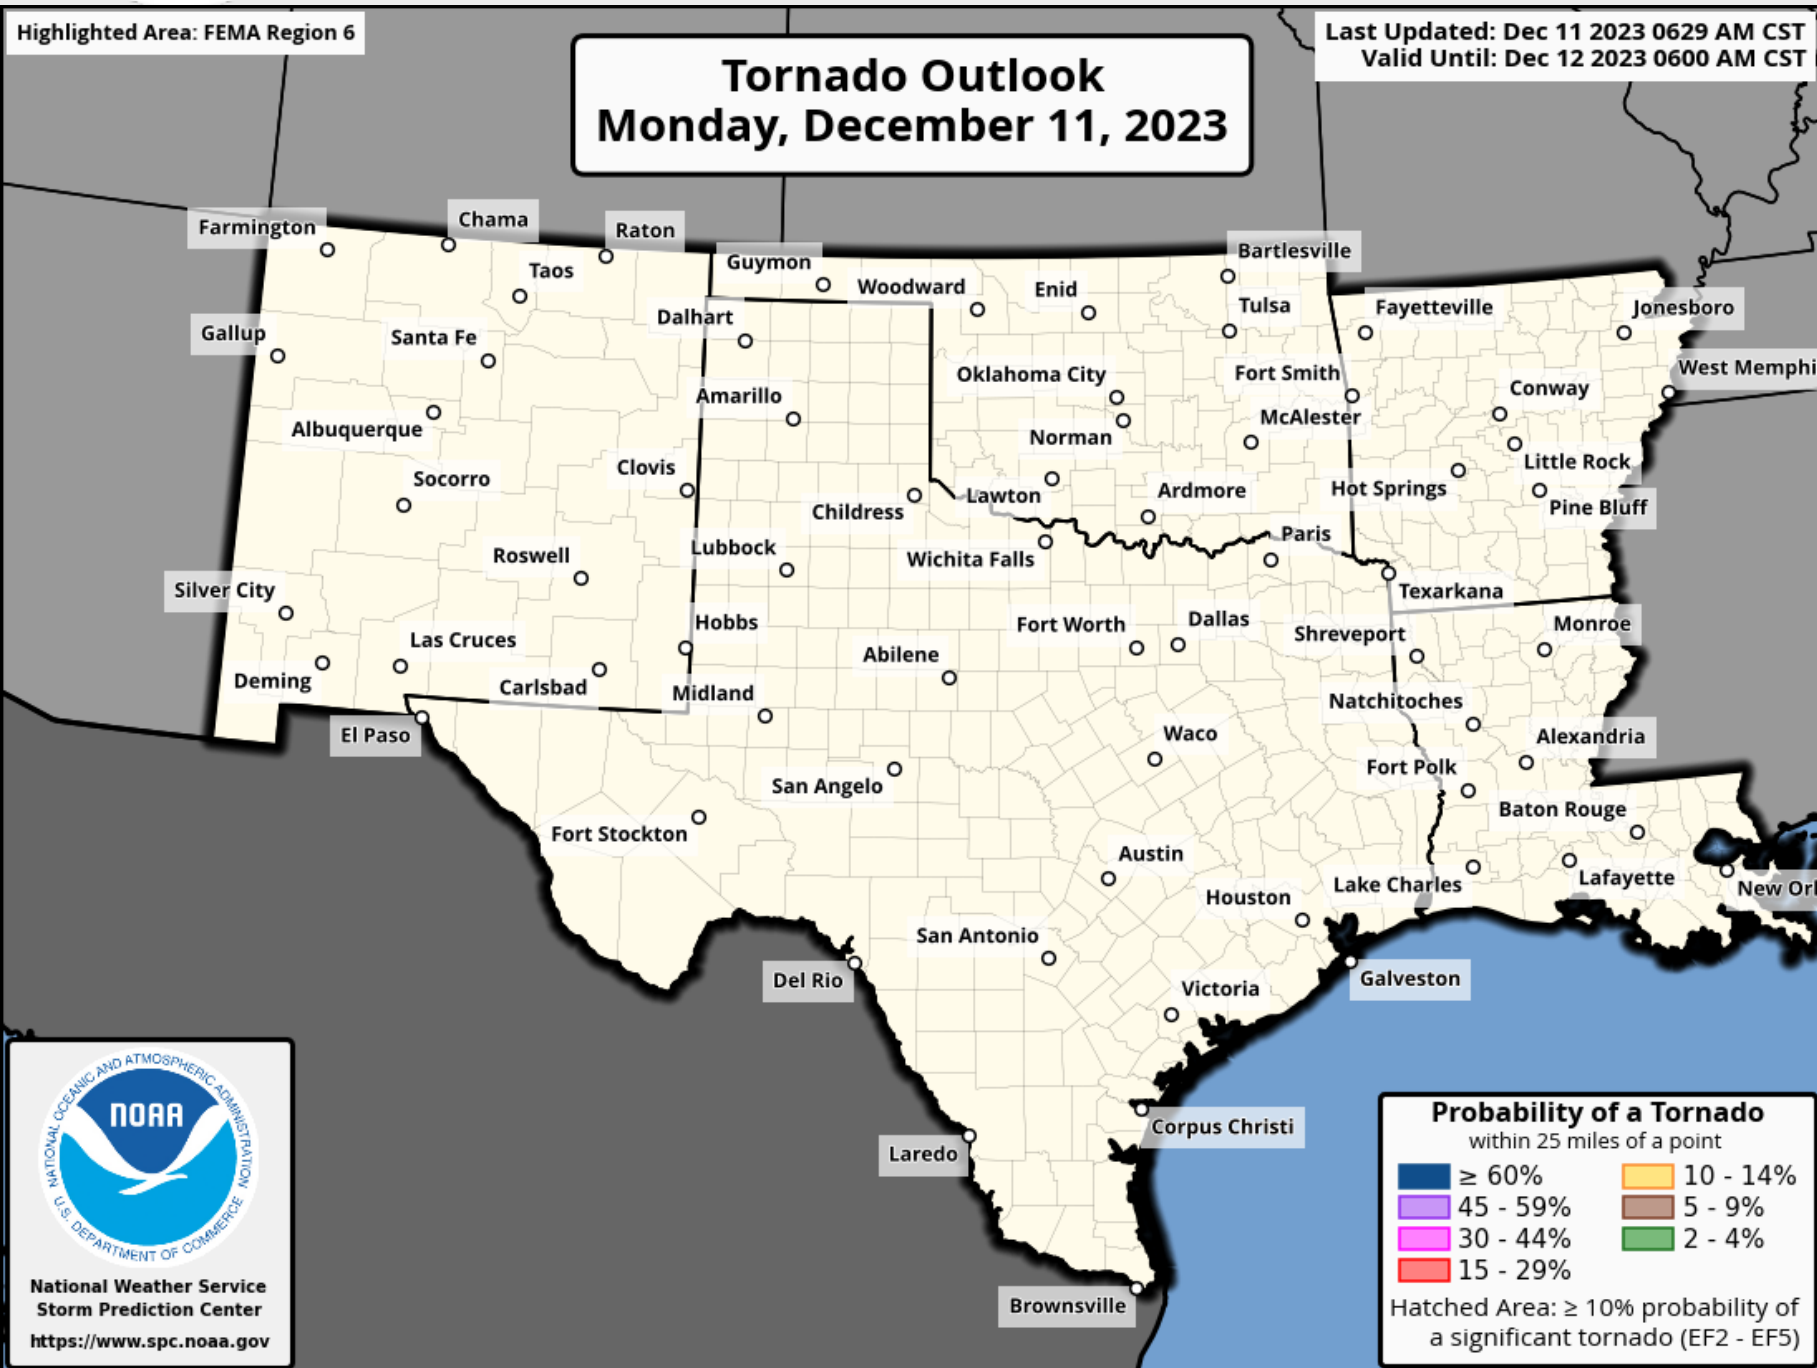 Highlighted Area: FEMA Region 6
Last Updated: Dec 11 2023 0629 AM CST
Valid Until: Dec 12 2023 0600 AM CST
Tornado Outlook
Monday, December 11, 2023
Farmington
Chama
Raton
Taos
Guymon
Woodward
Enid
Bartlesville
Tulsa
Fayetteville
Jonesboro
Gallup
Santa Fe
Dalhart
Oklahoma City
Fort Smith
Conway
West Memphi
Albuquerque
Amarillo
Norman
McAlester
Little Rock
Socorro
Clovis
Childress
Lawton
Ardmore
Hot Springs
Pine Bluff
Roswell
Lubbock
Wichita Falls
Paris
Texarkana
Silver City
Las Cruces
Hobbs
Fort Worth
Dallas
Shreveport
Monroe
Deming
Carlsbad
Midland
Abilene
Natchitoches
El Paso
Waco
Alexandria
San Angelo
Fort Polk
Fort Stockton
Baton Rouge
Austin
Houston
Lake Charles
Lafayette
New Orl
San Antonio
Del Rio
Victoria
Galveston
Corpus Christi
Laredo
Brownsville
NATIONAL OCEANIC AND ATMOSPHERIC ADMINISTRATION
NOAA
U.S. DEPARTMENT OF COMMERCE
National Weather Service
Storm Prediction Center
https://www.spc.noaa.gov
Probability of a Tornado
within 25 miles of a point
≥ 60%
10 - 14%
45 - 59%
5 - 9%
30 - 44%
2 - 4%
15 - 29%
Hatched Area: ≥ 10% probability of
a significant tornado (EF2 - EF5)